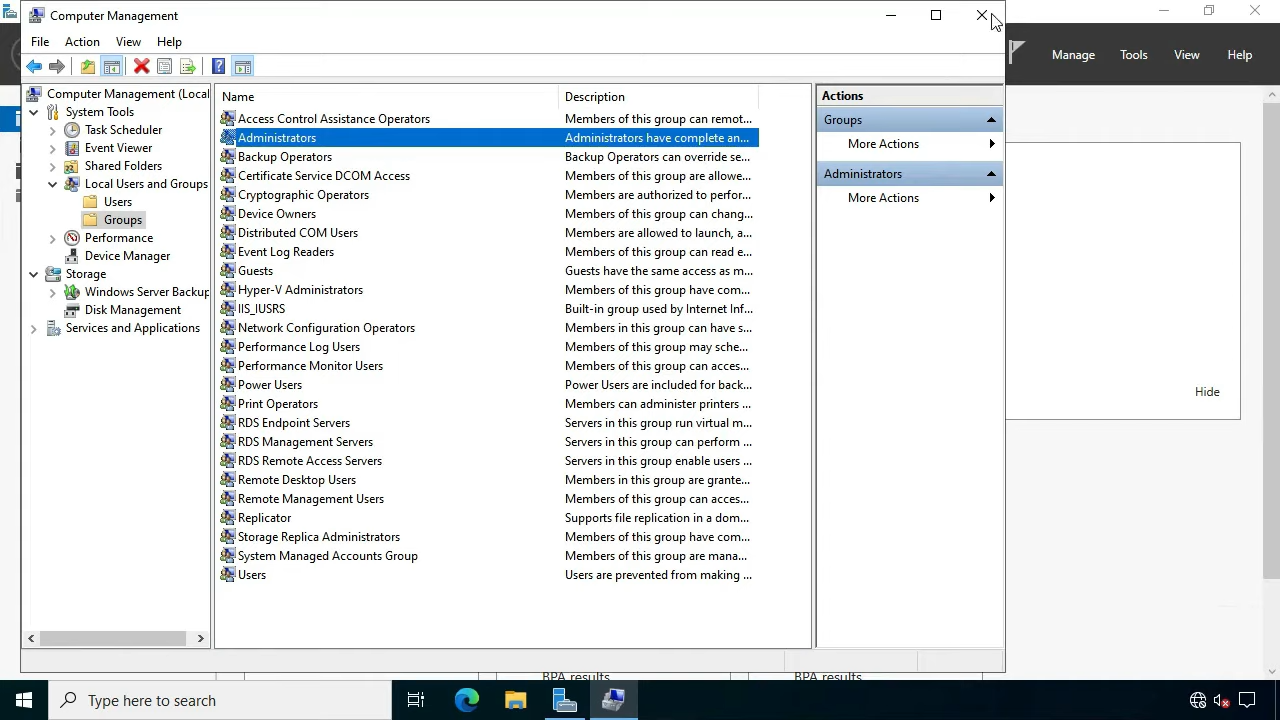 Computer Management
File Action View Help
Manage Tools View Help
Computer Management (Local
System Tools
Task Scheduler
Event Viewer
Shared Folders
Local Users and Groups
Users
Groups
Performance
Device Manager
Storage
Windows Server Backup
Disk Management
Services and Applications
Name Description
Access Control Assistance Operators Members of this group can remot...
Administrators Administrators have complete an...
Backup Operators Backup Operators can override se...
Certificate Service DCOM Access Members of this group are allowe...
Cryptographic Operators Members are authorized to perfor...
Device Owners Members of this group can chang...
Distributed COM Users Members are allowed to launch, a...
Event Log Readers Members of this group can read e...
Guests Guests have the same access as m...
Hyper-V Administrators Members of this group have com...
IIS_IUSRS Built-in group used by Internet Inf...
Network Configuration Operators Members in this group can have s...
Performance Log Users Members of this group may sche...
Performance Monitor Users Members of this group can acces...
Power Users Power Users are included for back...
Print Operators Members can administer printers ...
RDS Endpoint Servers Servers in this group run virtual m...
RDS Management Servers Servers in this group can perform ...
RDS Remote Access Servers Servers in this group enable users ...
Remote Desktop Users Members in this group are grante...
Remote Management Users Members of this group can acces...
Replicator Supports file replication in a dom...
Storage Replica Administrators Members of this group have com...
System Managed Accounts Group Members of this group are mana...
Users Users are prevented from making ...
Actions
Groups
More Actions
Administrators
More Actions
Hide
BPA results BPA results
Type here to search